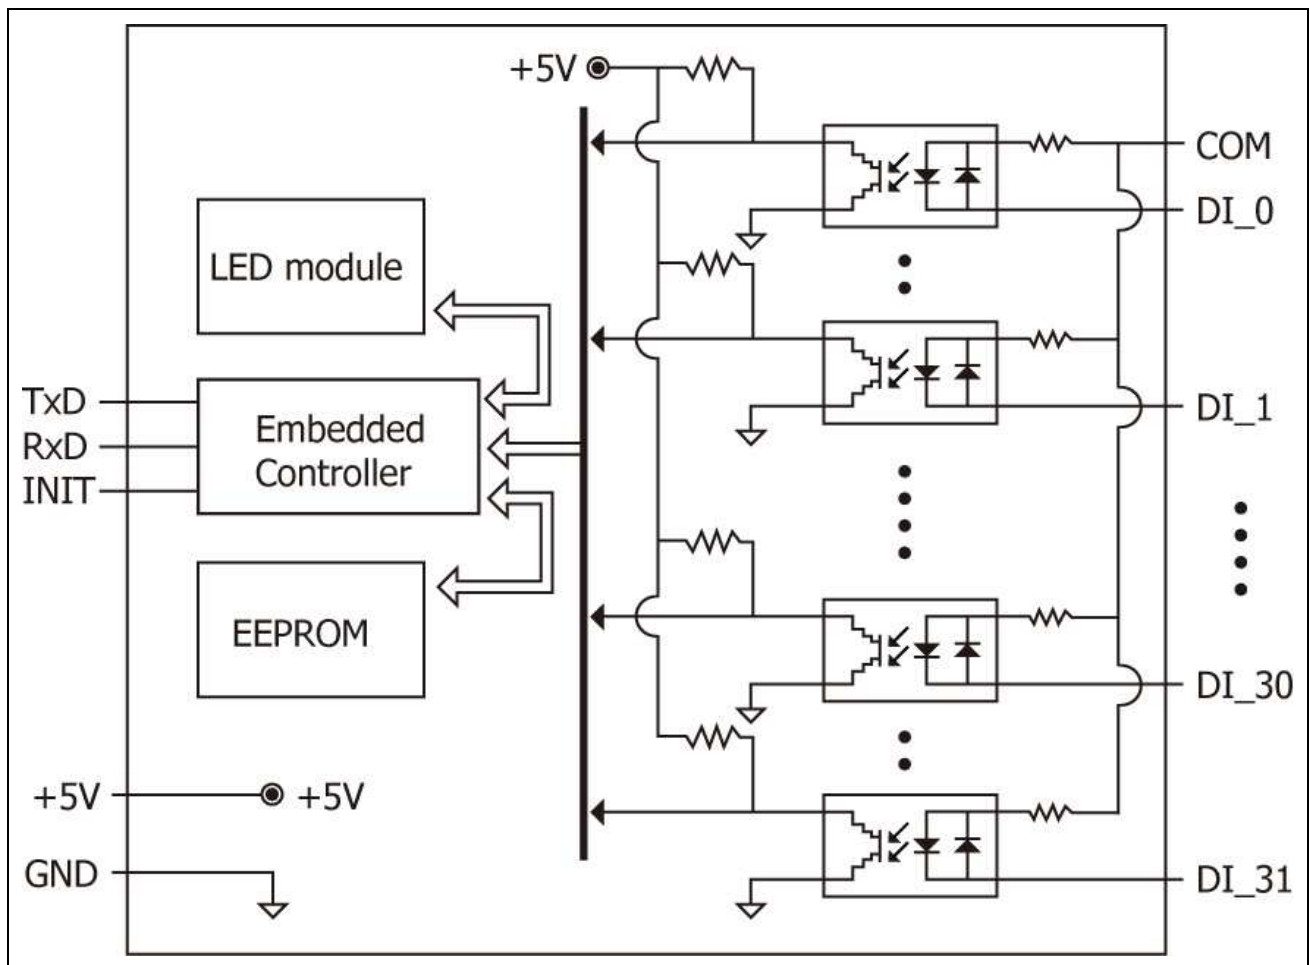 +5V
COM
DI_0
LED module
DI_1
TxD
RxD
INIT
Embedded
Controller
EEPROM
DI_30
+5V
+5V
GND
DI_31